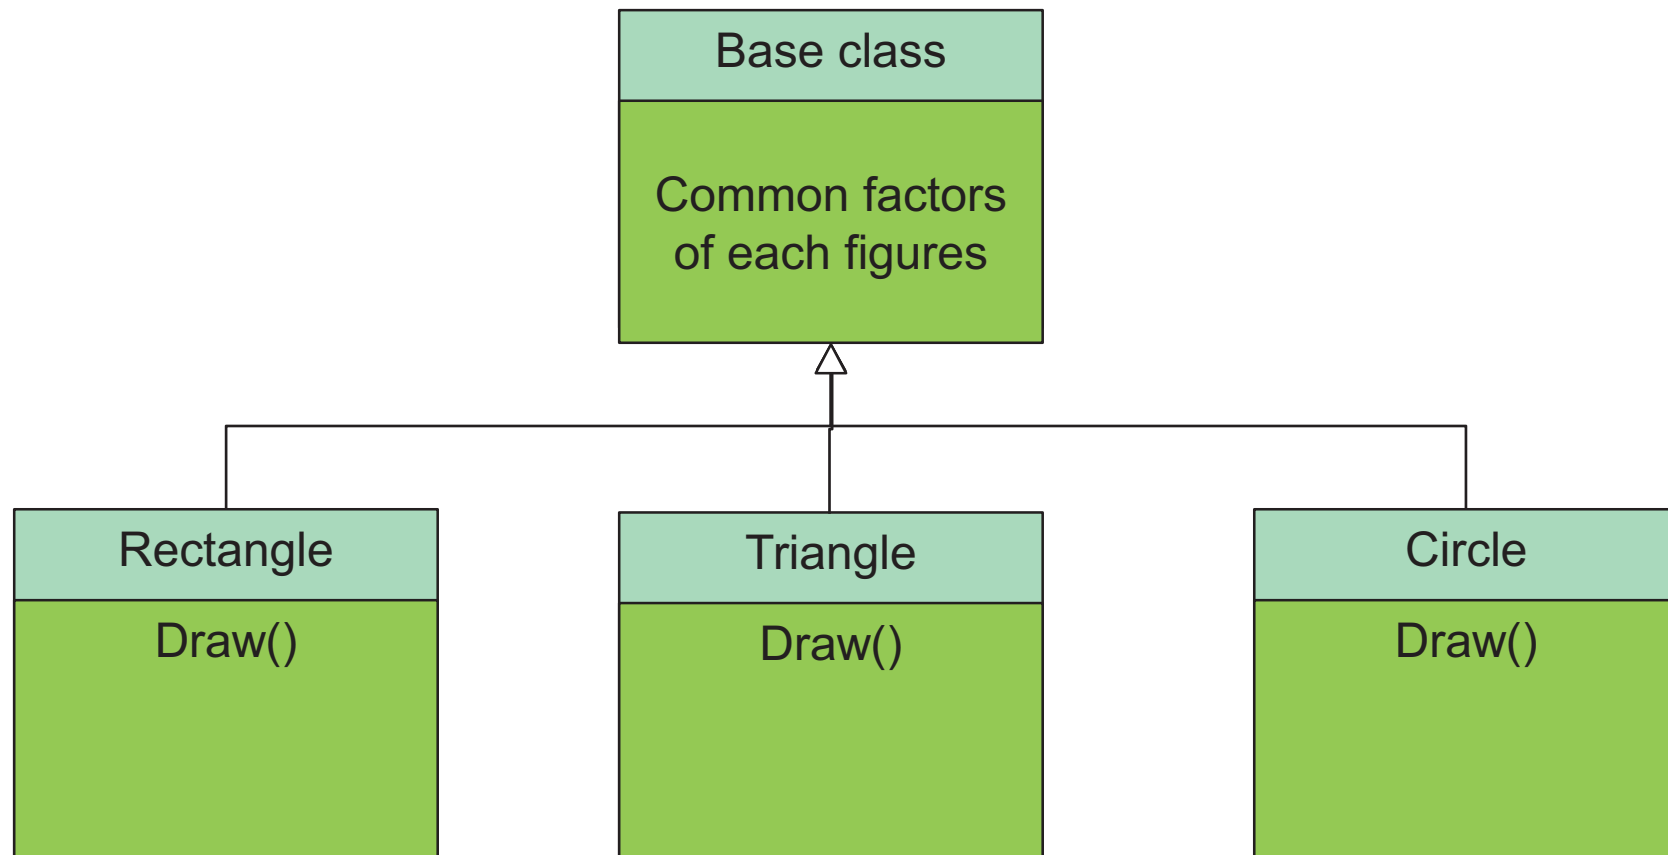 Base class
Common factors
of each figures
Rectangle
Triangle
Circle
Draw()
Draw()
Draw()